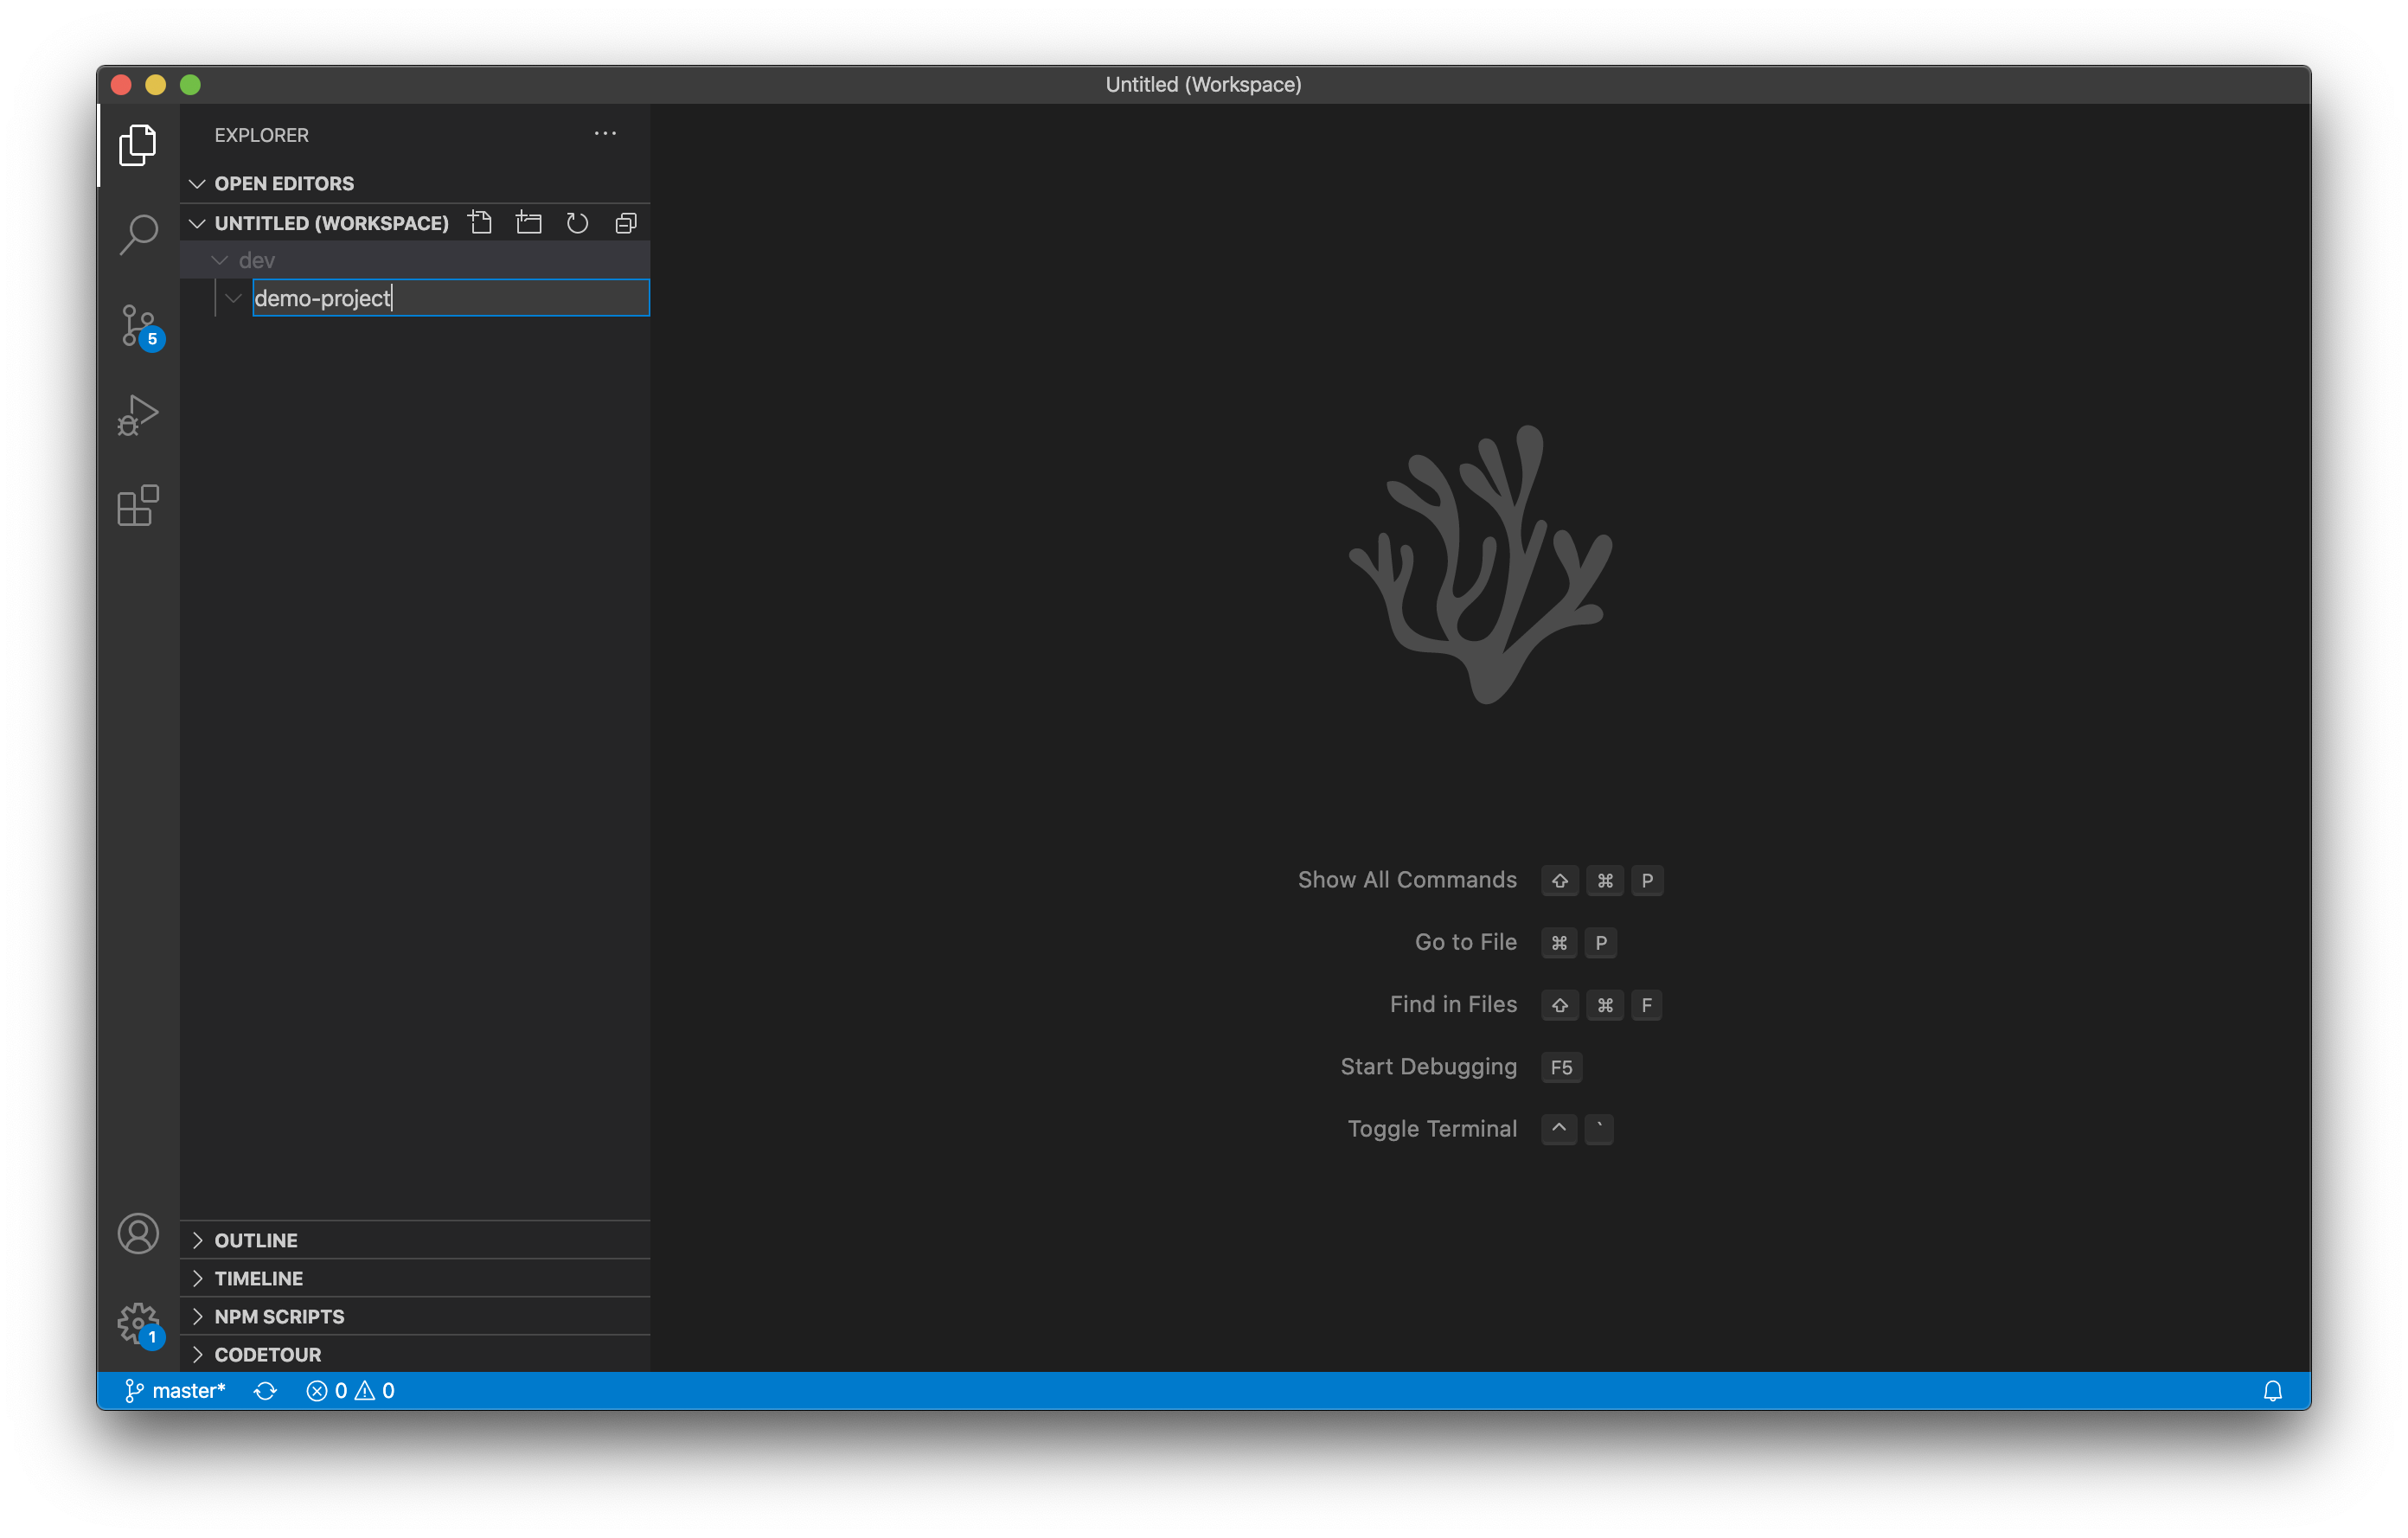 Untitled (Workspace)
EXPLORER
OPEN EDITORS
UNTITLED (WORKSPACE)
dev
demo-project
5
Show All Commands ⇧ ⌘ P
Go to File ⌘ P
Find in Files ⇧ ⌘ F
Start Debugging F5
Toggle Terminal ^ `
OUTLINE
TIMELINE
NPM SCRIPTS
1
CODETOUR
master* 0 0